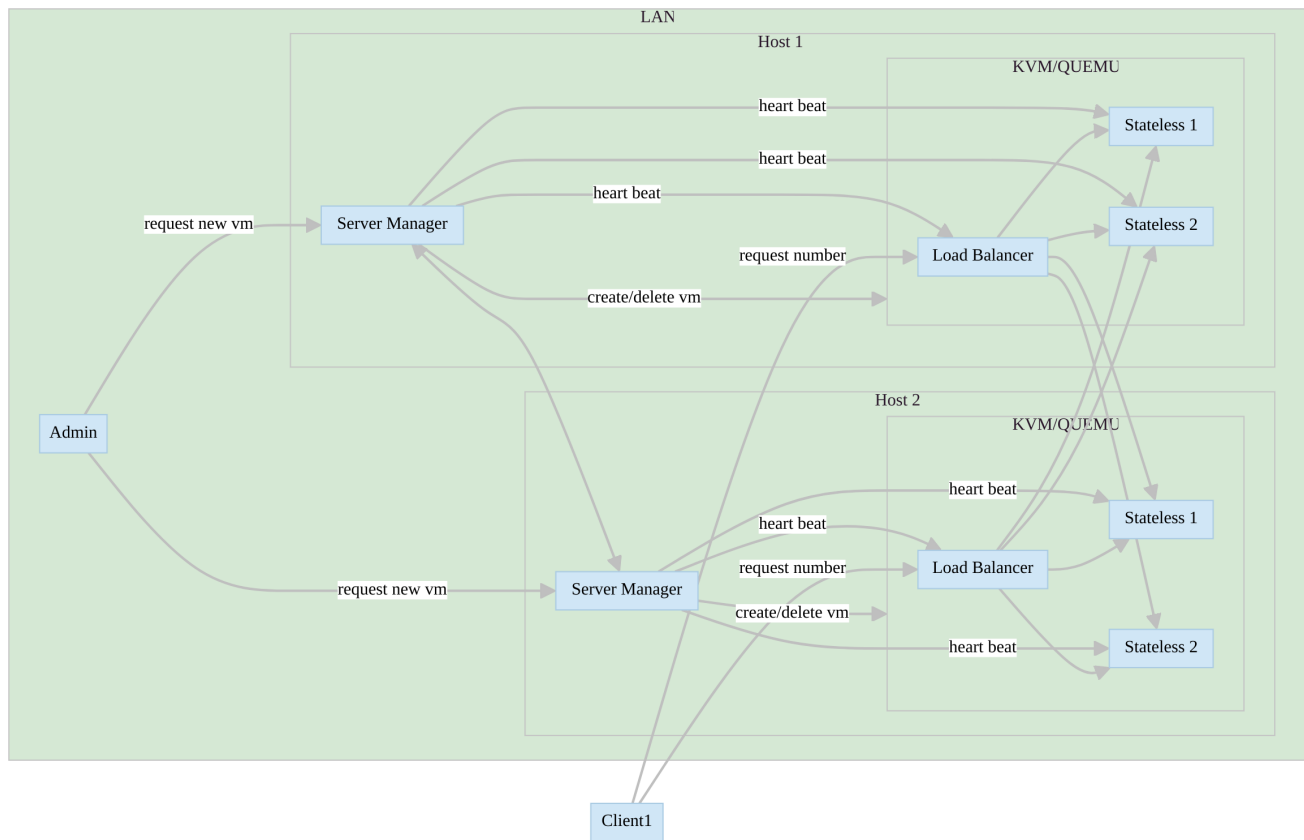 LAN
Host 1
KVM/QUEMU
heart beat
Stateless 1
heart beat
heart beat
request new vm
Server Manager
Stateless 2
request number
Load Balancer
create/delete vm
Host 2
KVM/QUEMU
Admin
heart beat
Stateless 1
heart beat
request number
Load Balancer
request new vm
Server Manager
create/delete vm
heart beat
Stateless 2
Client1